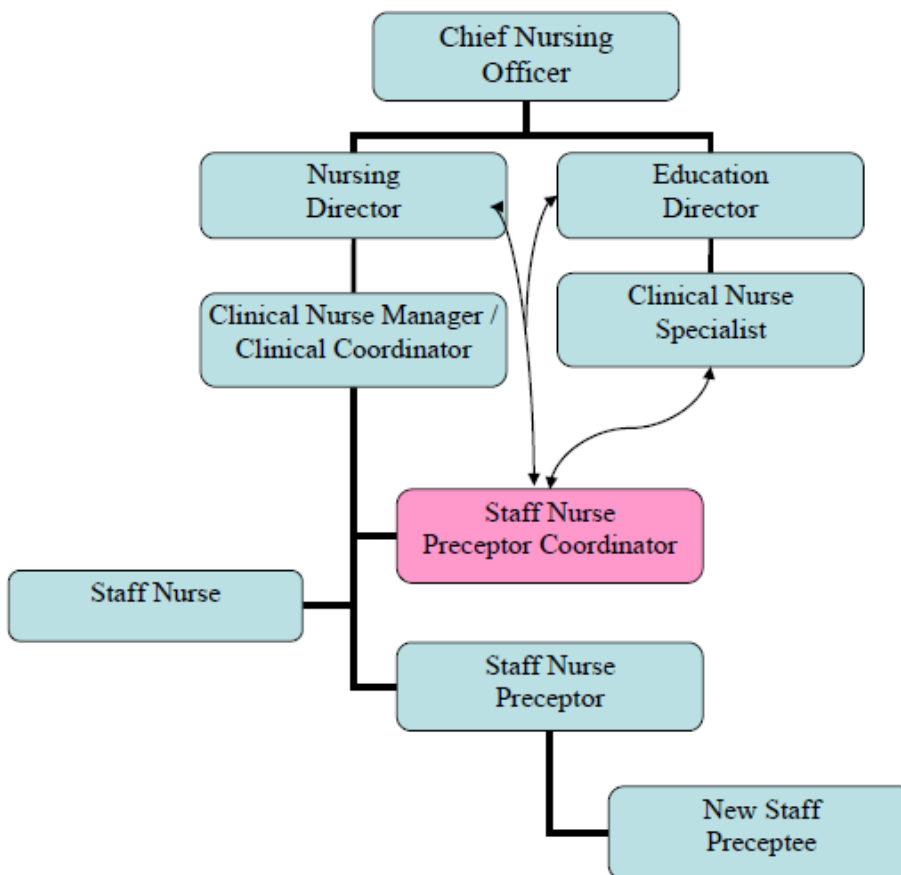 Chief Nursing
Officer
Nursing
Director
Education
Director
Clinical Nurse Manager /
Clinical Coordinator
Clinical Nurse
Specialist
Staff Nurse
Preceptor Coordinator
Staff Nurse
Staff Nurse
Preceptor
New Staff
Preceptee